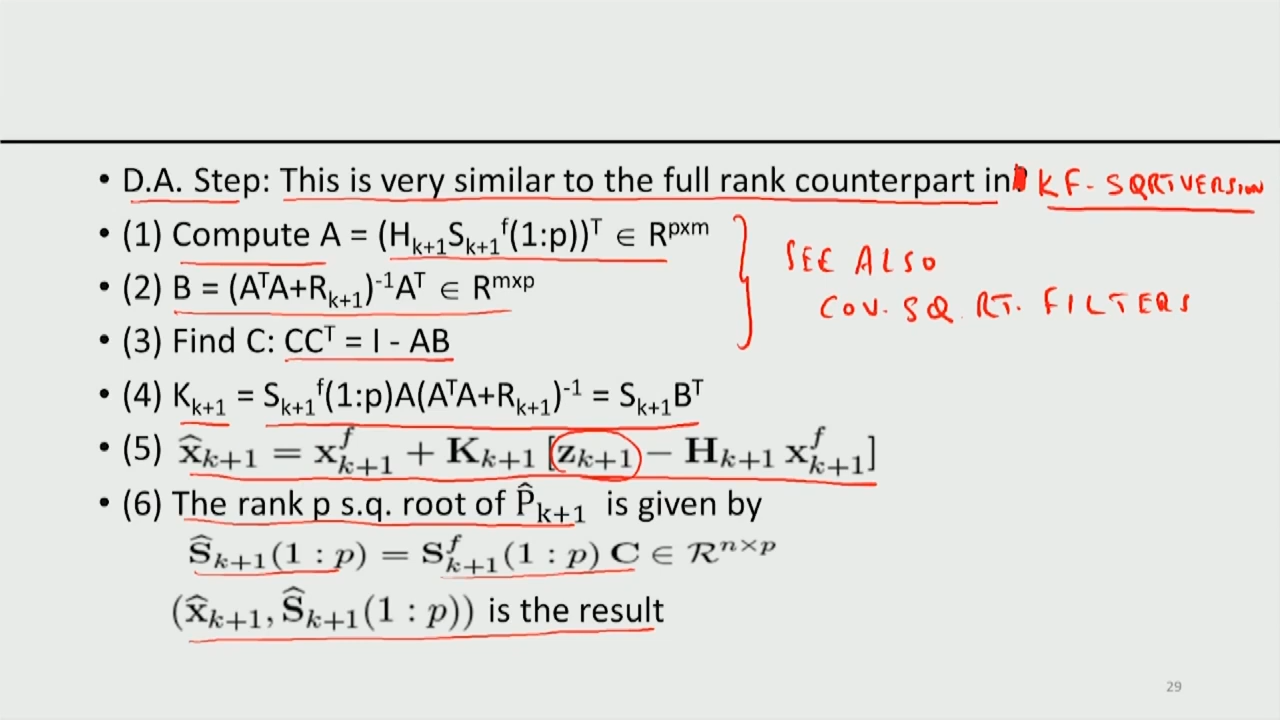 • D.A. Step: This is very similar to the full rank counterpart in KF- SQRT VERSION
• (1) Compute A = (Hₖ₊₁Sₖ₊₁ᶠ(1:p))ᵀ ∈ Rᵖˣᵐ
SEE ALSO
• (2) B = (AᵀA+Rₖ₊₁)⁻¹Aᵀ ∈ Rᵐˣᵖ
COV. SQ. RT. FILTERS
• (3) Find C: CCᵀ = I - AB
• (4) Kₖ₊₁ = Sₖ₊₁ᶠ(1:p)A(AᵀA+Rₖ₊₁)⁻¹ = Sₖ₊₁Bᵀ
• (5) x̂ₖ₊₁ = xᶠₖ₊₁ + Kₖ₊₁ [zₖ₊₁ − Hₖ₊₁ xᶠₖ₊₁]
• (6) The rank p s.q. root of P̂ₖ₊₁ is given by
Ŝₖ₊₁(1 : p) = Sᶠₖ₊₁(1 : p) C ∈ ℛⁿˣᵖ
(x̂ₖ₊₁, Ŝₖ₊₁(1 : p)) is the result
29